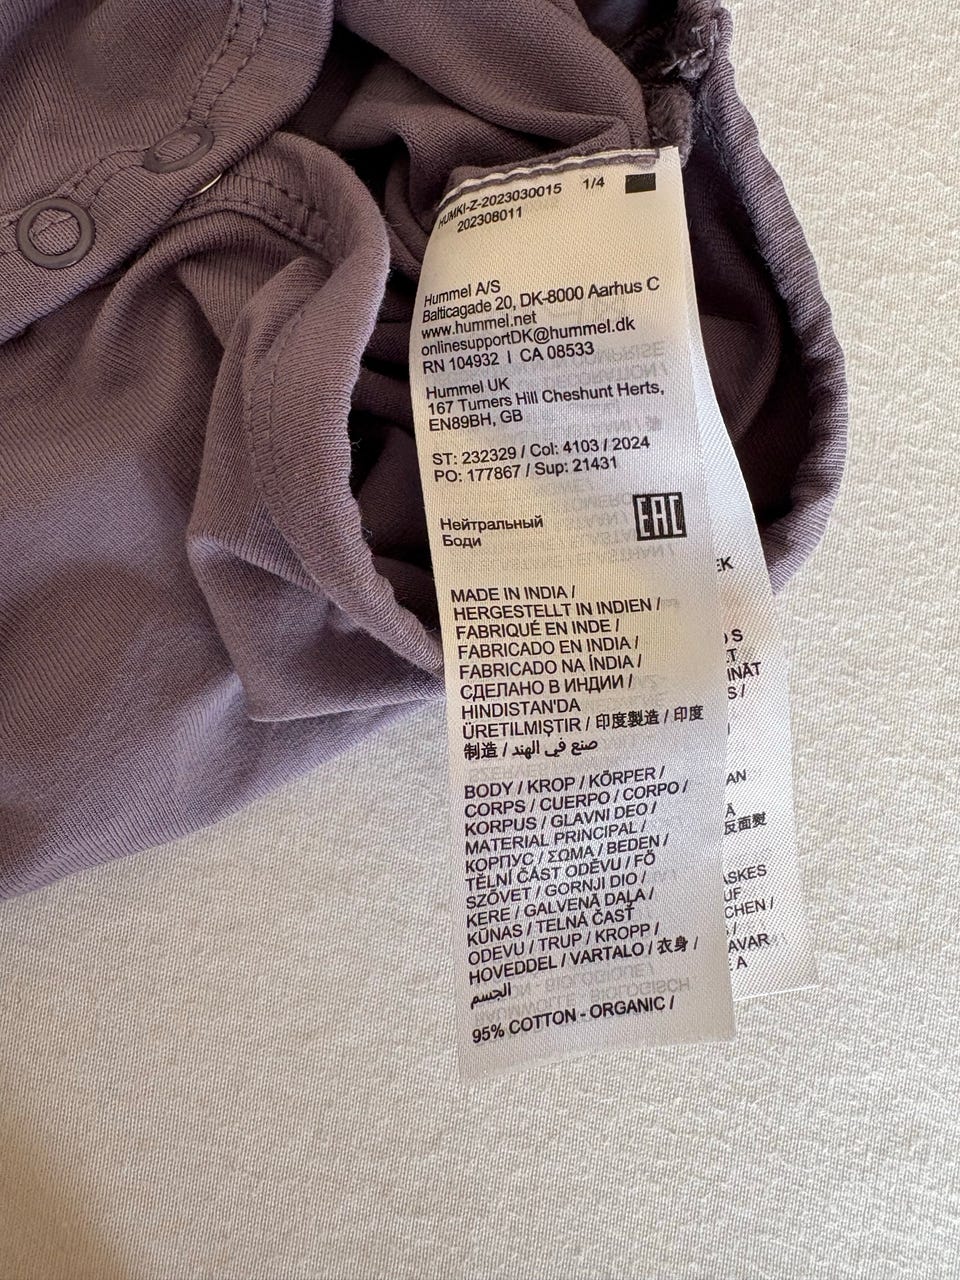 HUMKI-Z-2023030015 1/4
202308011
Hummel A/S
Balticagade 20, DK-8000 Aarhus C
www.hummel.net
onlinesupportDK@hummel.dk
RN 104932 | CA 08533
Hummel UK
167 Turners Hill Cheshunt Herts,
EN89BH, GB
ST: 232329 / Col: 4103 / 2024
PO: 177867 / Sup: 21431
EAC
Нейтральный
Боди
MADE IN INDIA /
HERGESTELLT IN INDIEN /
FABRIQUÉ EN INDE /
FABRICADO EN INDIA /
FABRICADO NA ÍNDIA /
СДЕЛАНО В ИНДИИ /
HINDISTAN'DA
ÜRETILMIŞTIR / 印度製造 / 印度
制造 / صنع في الهند
BODY / KROP / KÖRPER /
CORPS / CUERPO / CORPO /
KORPUS / GLAVNI DEO /
MATERIAL PRINCIPAL /
КОРПУС / ΣΩΜΑ / BEDEN /
TĚLNÍ ČÁST ODĚVU / FŐ
SZÖVET / GORNJI DIO /
KERE / GALVENĀ DAĻA /
KŪNAS / TELNÁ ČASŤ
ODEVU / TRUP / KROPP /
HOVEDDEL / VARTALO / 衣身 /
الجسم
95% COTTON - ORGANIC /